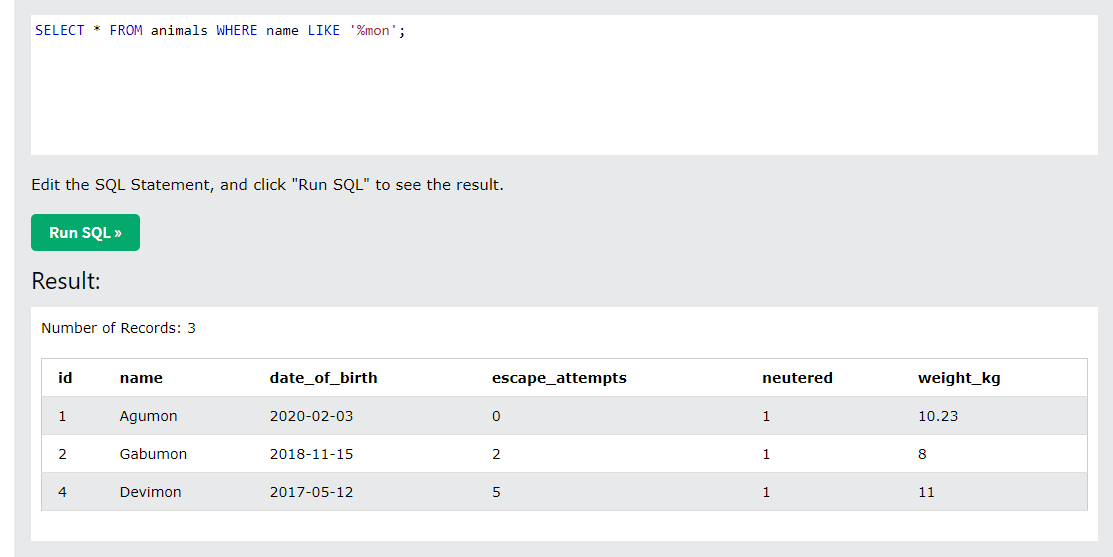 SELECT * FROM animals WHERE name LIKE '%mon';
Edit the SQL Statement, and click "Run SQL" to see the result.
Run SQL »
Result:
Number of Records: 3
id name date_of_birth escape_attempts neutered weight_kg
1 Agumon 2020-02-03 0 1 10.23
2 Gabumon 2018-11-15 2 1 8
4 Devimon 2017-05-12 5 1 11